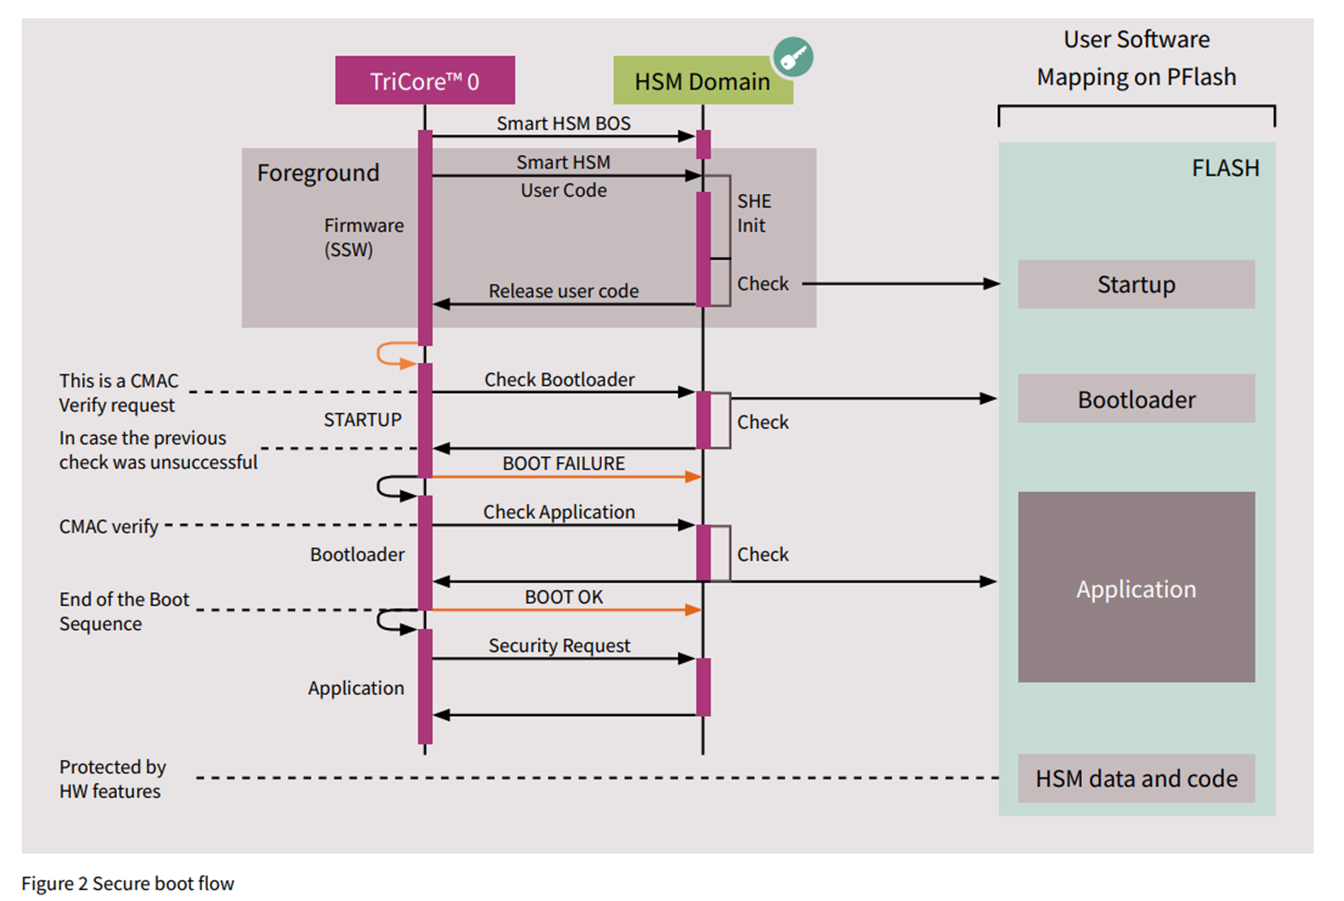 User Software
Mapping on PFlash
TriCore™ 0
HSM Domain
Smart HSM BOS
Foreground
Smart HSM
User Code
FLASH
SHE
Init
Firmware
(SSW)
Check
Startup
Release user code
This is a CMAC
Verify request
Check Bootloader
Bootloader
STARTUP
Check
In case the previous
check was unsuccessful
BOOT FAILURE
Check Application
CMAC verify
Bootloader
Check
Application
End of the Boot
Sequence
BOOT OK
Security Request
Application
Protected by
HW features
HSM data and code
Figure 2 Secure boot flow